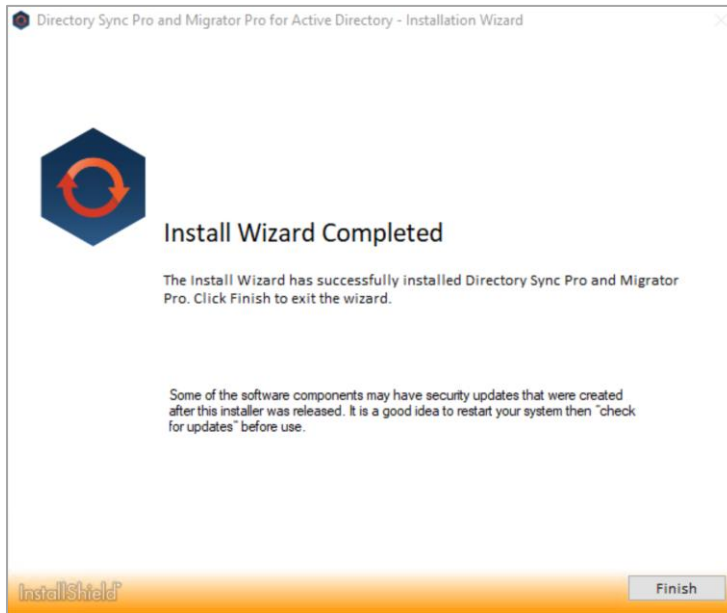 Directory Sync Pro and Migrator Pro for Active Directory - Installation Wizard
Install Wizard Completed
The Install Wizard has successfully installed Directory Sync Pro and Migrator
Pro. Click Finish to exit the wizard.
Some of the software components may have security updates that were created
after this installer was released. It is a good idea to restart your system then "check
for updates" before use.
InstallShield
Finish